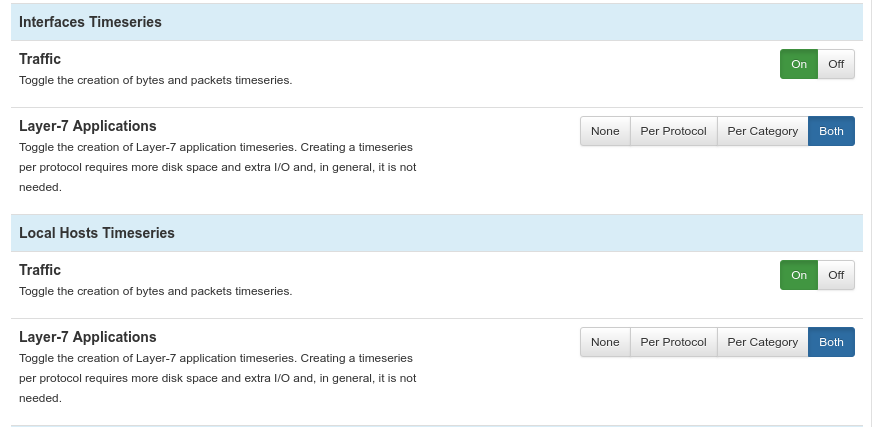 Interfaces Timeseries
Traffic
On Off
Toggle the creation of bytes and packets timeseries.
Layer-7 Applications
None Per Protocol Per Category Both
Toggle the creation of Layer-7 application timeseries. Creating a timeseries
per protocol requires more disk space and extra I/O and, in general, it is not
needed.
Local Hosts Timeseries
Traffic
On Off
Toggle the creation of bytes and packets timeseries.
Layer-7 Applications
None Per Protocol Per Category Both
Toggle the creation of Layer-7 application timeseries. Creating a timeseries
per protocol requires more disk space and extra I/O and, in general, it is not
needed.